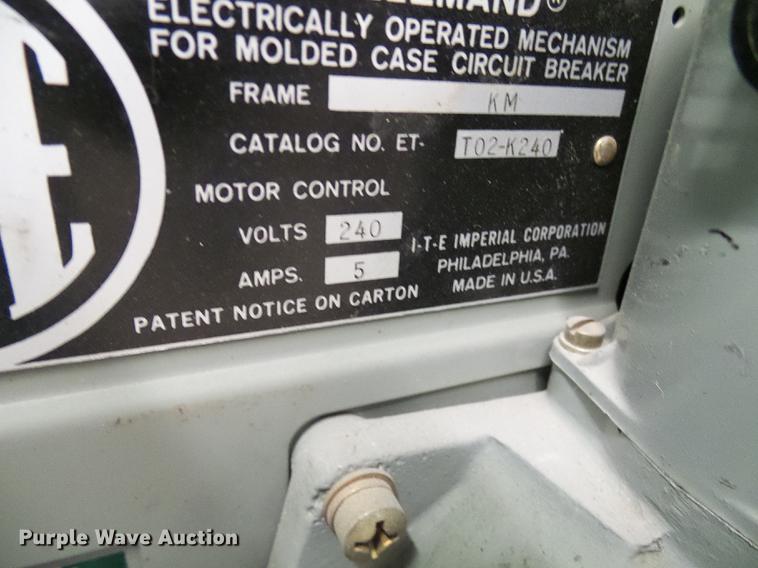 ELECTRICALLY OPERATED MECHANISM
FOR MOLDED CASE CIRCUIT BREAKER
FRAME KM
CATALOG NO. ET- T02-K240
MOTOR CONTROL
VOLTS 240
AMPS. 5
I-T-E IMPERIAL CORPORATION
PHILADELPHIA, PA.
MADE IN U.S.A.
PATENT NOTICE ON CARTON
Purple Wave Auction